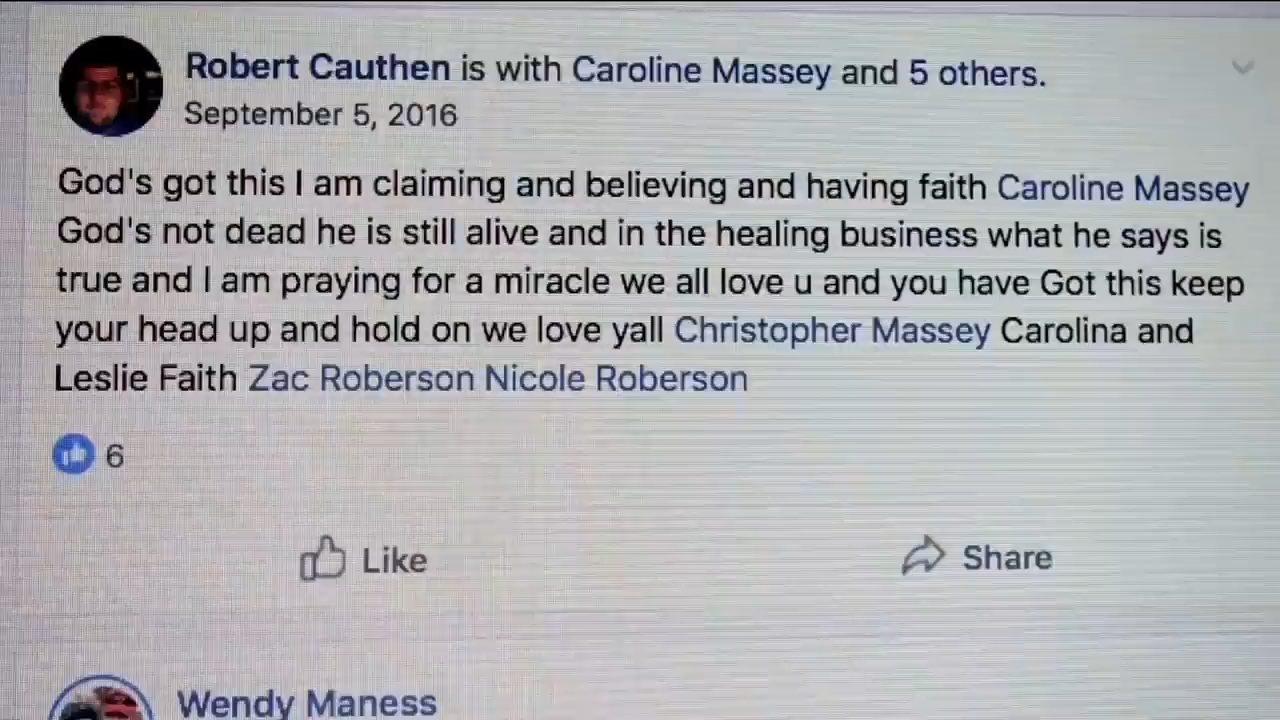 Robert Cauthen is with Caroline Massey and 5 others.
September 5, 2016
God's got this I am claiming and believing and having faith Caroline Massey
God's not dead he is still alive and in the healing business what he says is
true and I am praying for a miracle we all love u and you have Got this keep
your head up and hold on we love yall Christopher Massey Carolina and
Leslie Faith Zac Roberson Nicole Roberson
6
Like
Share
Wendy Maness